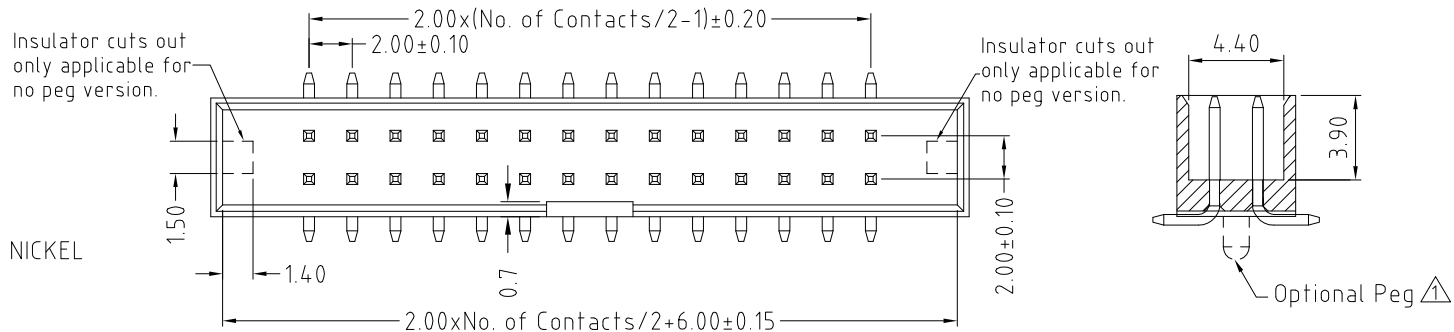 2.00x(No. of Contacts/2-1)±0.20
2.00±0.10
Insulator cuts out
only applicable for
no peg version.
Insulator cuts out
only applicable for
no peg version.
4.40
3.90
1.50
NICKEL
1.40
0.7
2.00±0.10
2.00xNo. of Contacts/2+6.00±0.15
Optional Peg 1